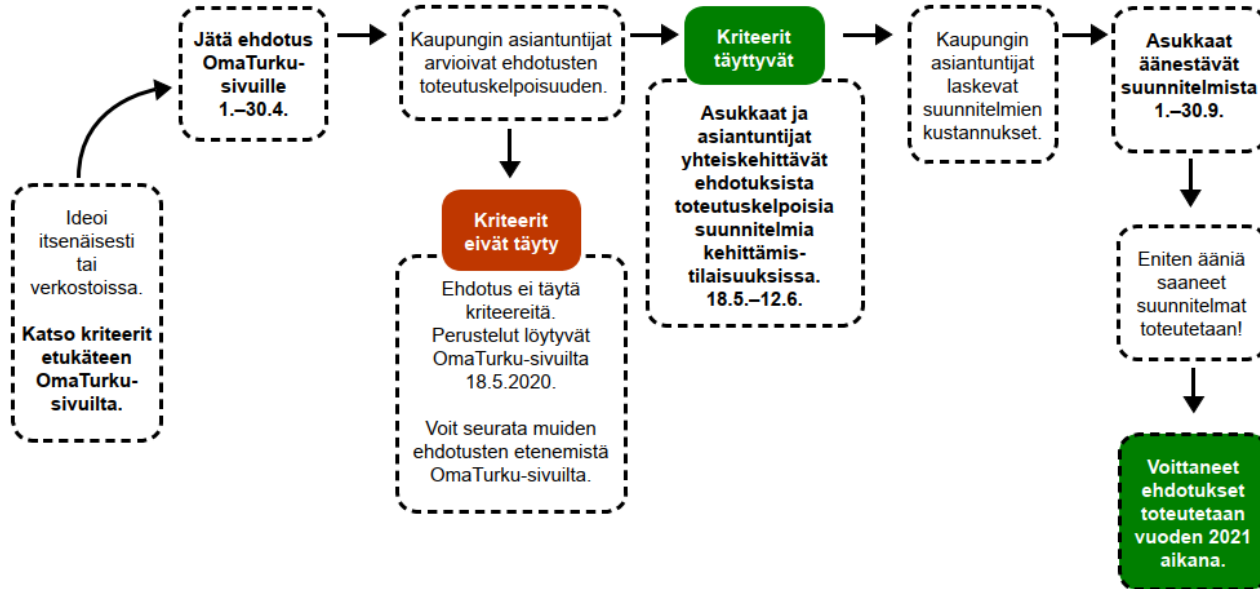 Ideoi
itsenäisesti
tai
verkostoissa.
Katso kriteerit
etukäteen
OmaTurku-
sivuilta.
Jätä ehdotus
OmaTurku-
sivuille
1.–30.4.
Kaupungin asiantuntijat
arvioivat ehdotusten
toteutuskelpoisuuden.
Kriteerit
eivät täyty
Ehdotus ei täytä
kriteereitä.
Perustelut löytyvät
OmaTurku-sivuilta
18.5.2020.
Voit seurata muiden
ehdotusten etenemistä
OmaTurku-sivuilta.
Kriteerit
täyttyvät
Asukkaat ja
asiantuntijat
yhteiskehittävät
ehdotuksista
toteutuskelpoisia
suunnitelmia
kehittämis-
tilaisuuksissa.
18.5.–12.6.
Kaupungin
asiantuntijat
laskevat
suunnitelmien
kustannukset.
Asukkaat
äänestävät
suunnitelmista
1.–30.9.
Eniten ääniä
saaneet
suunnitelmat
toteutetaan!
Voittaneet
ehdotukset
toteutetaan
vuoden 2021
aikana.